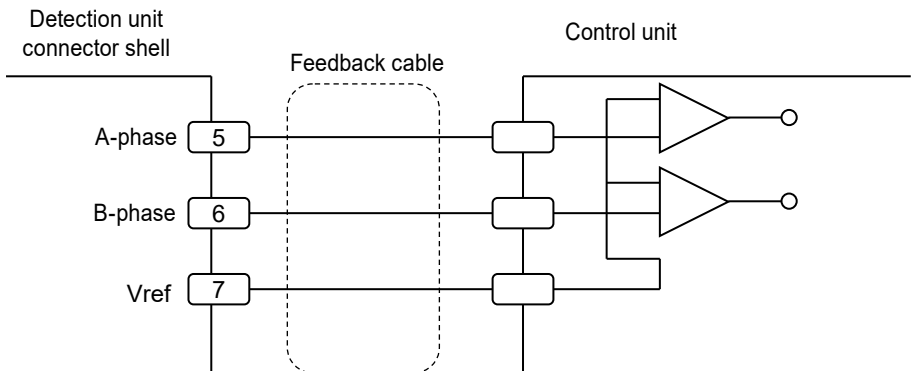 Detection unit
connector shell
Control unit
Feedback cable
A-phase 5
B-phase 6
Vref 7